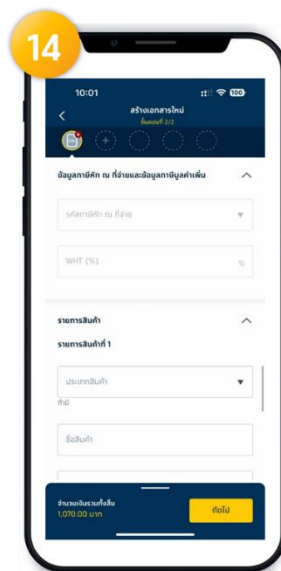 14
10:01
100
สร้างเอกสารใหม่
ขั้นตอนที่ 2/2
ข้อมูลภาษีหัก ณ ที่จ่ายและข้อมูลภาษีมูลค่าเพิ่ม
รหัสภาษีหัก ณ ที่จ่าย
WHT (%)
%
รายการสินค้า
รายการสินค้าที่ 1
ประเภทสินค้า
ถ้ามี
ชื่อสินค้า
จำนวนเงินรวมทั้งสิ้น
1,070.00 บาท
ถัดไป